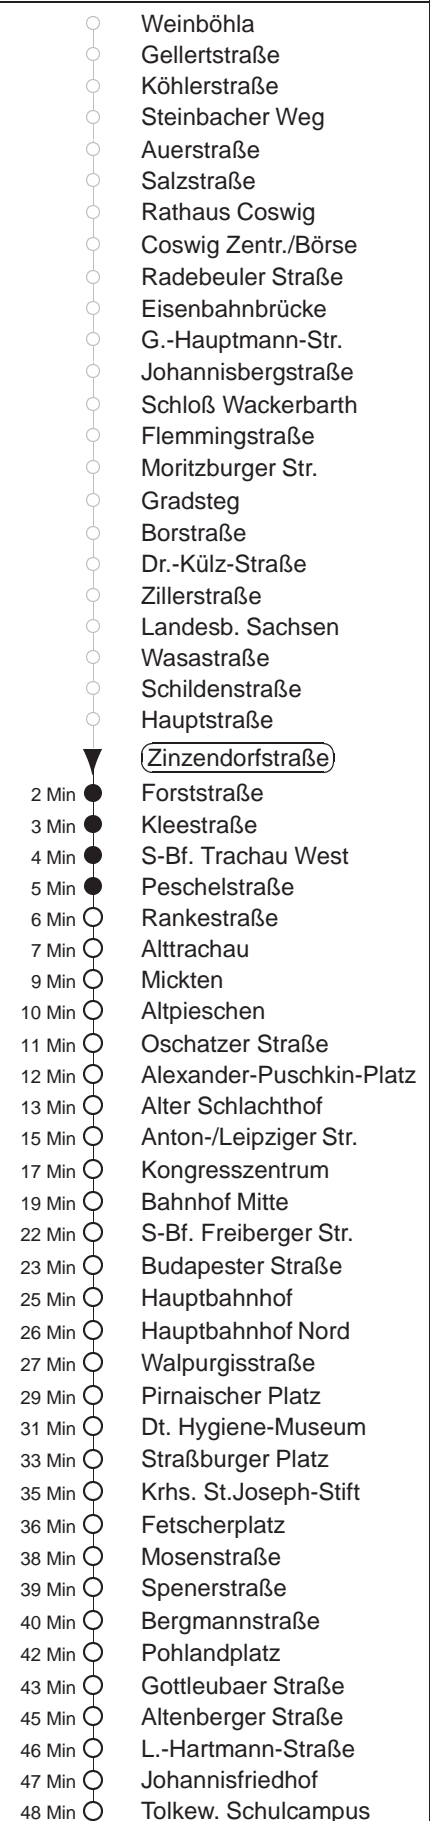 Weinböhla
Gellertstraße
Köhlerstraße
Steinbacher Weg
Auerstraße
Salzstraße
Rathaus Coswig
Coswig Zentr./Börse
Radebeuler Straße
Eisenbahnbrücke
G.-Hauptmann-Str.
Johannisbergstraße
Schloß Wackerbarth
Flemmingstraße
Moritzburger Str.
Gradsteg
Borstraße
Dr.-Külz-Straße
Zillerstraße
Landesb. Sachsen
Wasastraße
Schildenstraße
Hauptstraße
Zinzendorfstraße
2 Min Forststraße
3 Min Kleestraße
4 Min S-Bf. Trachau West
5 Min Peschelstraße
6 Min Rankestraße
7 Min Alttrachau
9 Min Mickten
10 Min Altpieschen
11 Min Oschatzer Straße
12 Min Alexander-Puschkin-Platz
13 Min Alter Schlachthof
15 Min Anton-/Leipziger Str.
17 Min Kongresszentrum
19 Min Bahnhof Mitte
22 Min S-Bf. Freiberger Str.
23 Min Budapester Straße
25 Min Hauptbahnhof
26 Min Hauptbahnhof Nord
27 Min Walpurgisstraße
29 Min Pirnaischer Platz
31 Min Dt. Hygiene-Museum
33 Min Straßburger Platz
35 Min Krhs. St.Joseph-Stift
36 Min Fetscherplatz
38 Min Mosenstraße
39 Min Spenerstraße
40 Min Bergmannstraße
42 Min Pohlandplatz
43 Min Gottleubaer Straße
45 Min Altenberger Straße
46 Min L.-Hartmann-Straße
47 Min Johannisfriedhof
48 Min Tolkew. Schulcampus